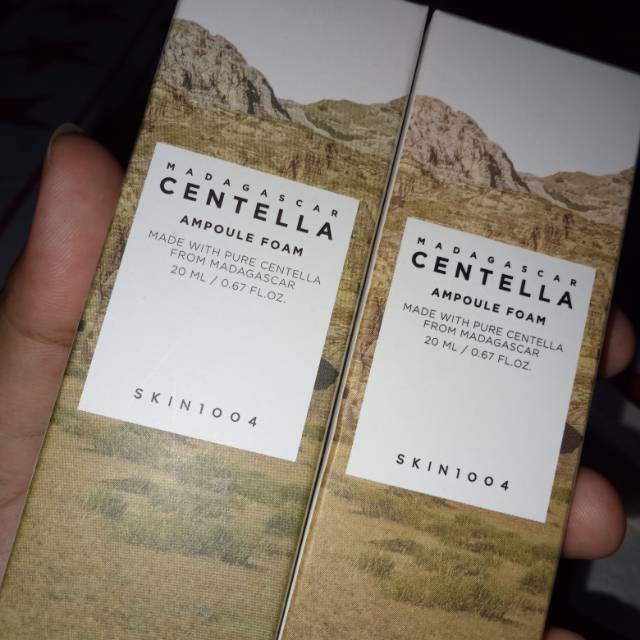 MADAGASCAR
CENTELLA
AMPOULE FOAM
MADE WITH PURE CENTELLA
FROM MADAGASCAR
20 ML / 0.67 FL.OZ.
SKIN1004
MADAGASCAR
CENTELLA
AMPOULE FOAM
MADE WITH PURE CENTELLA
FROM MADAGASCAR
20 ML / 0.67 FL.OZ.
SKIN1004